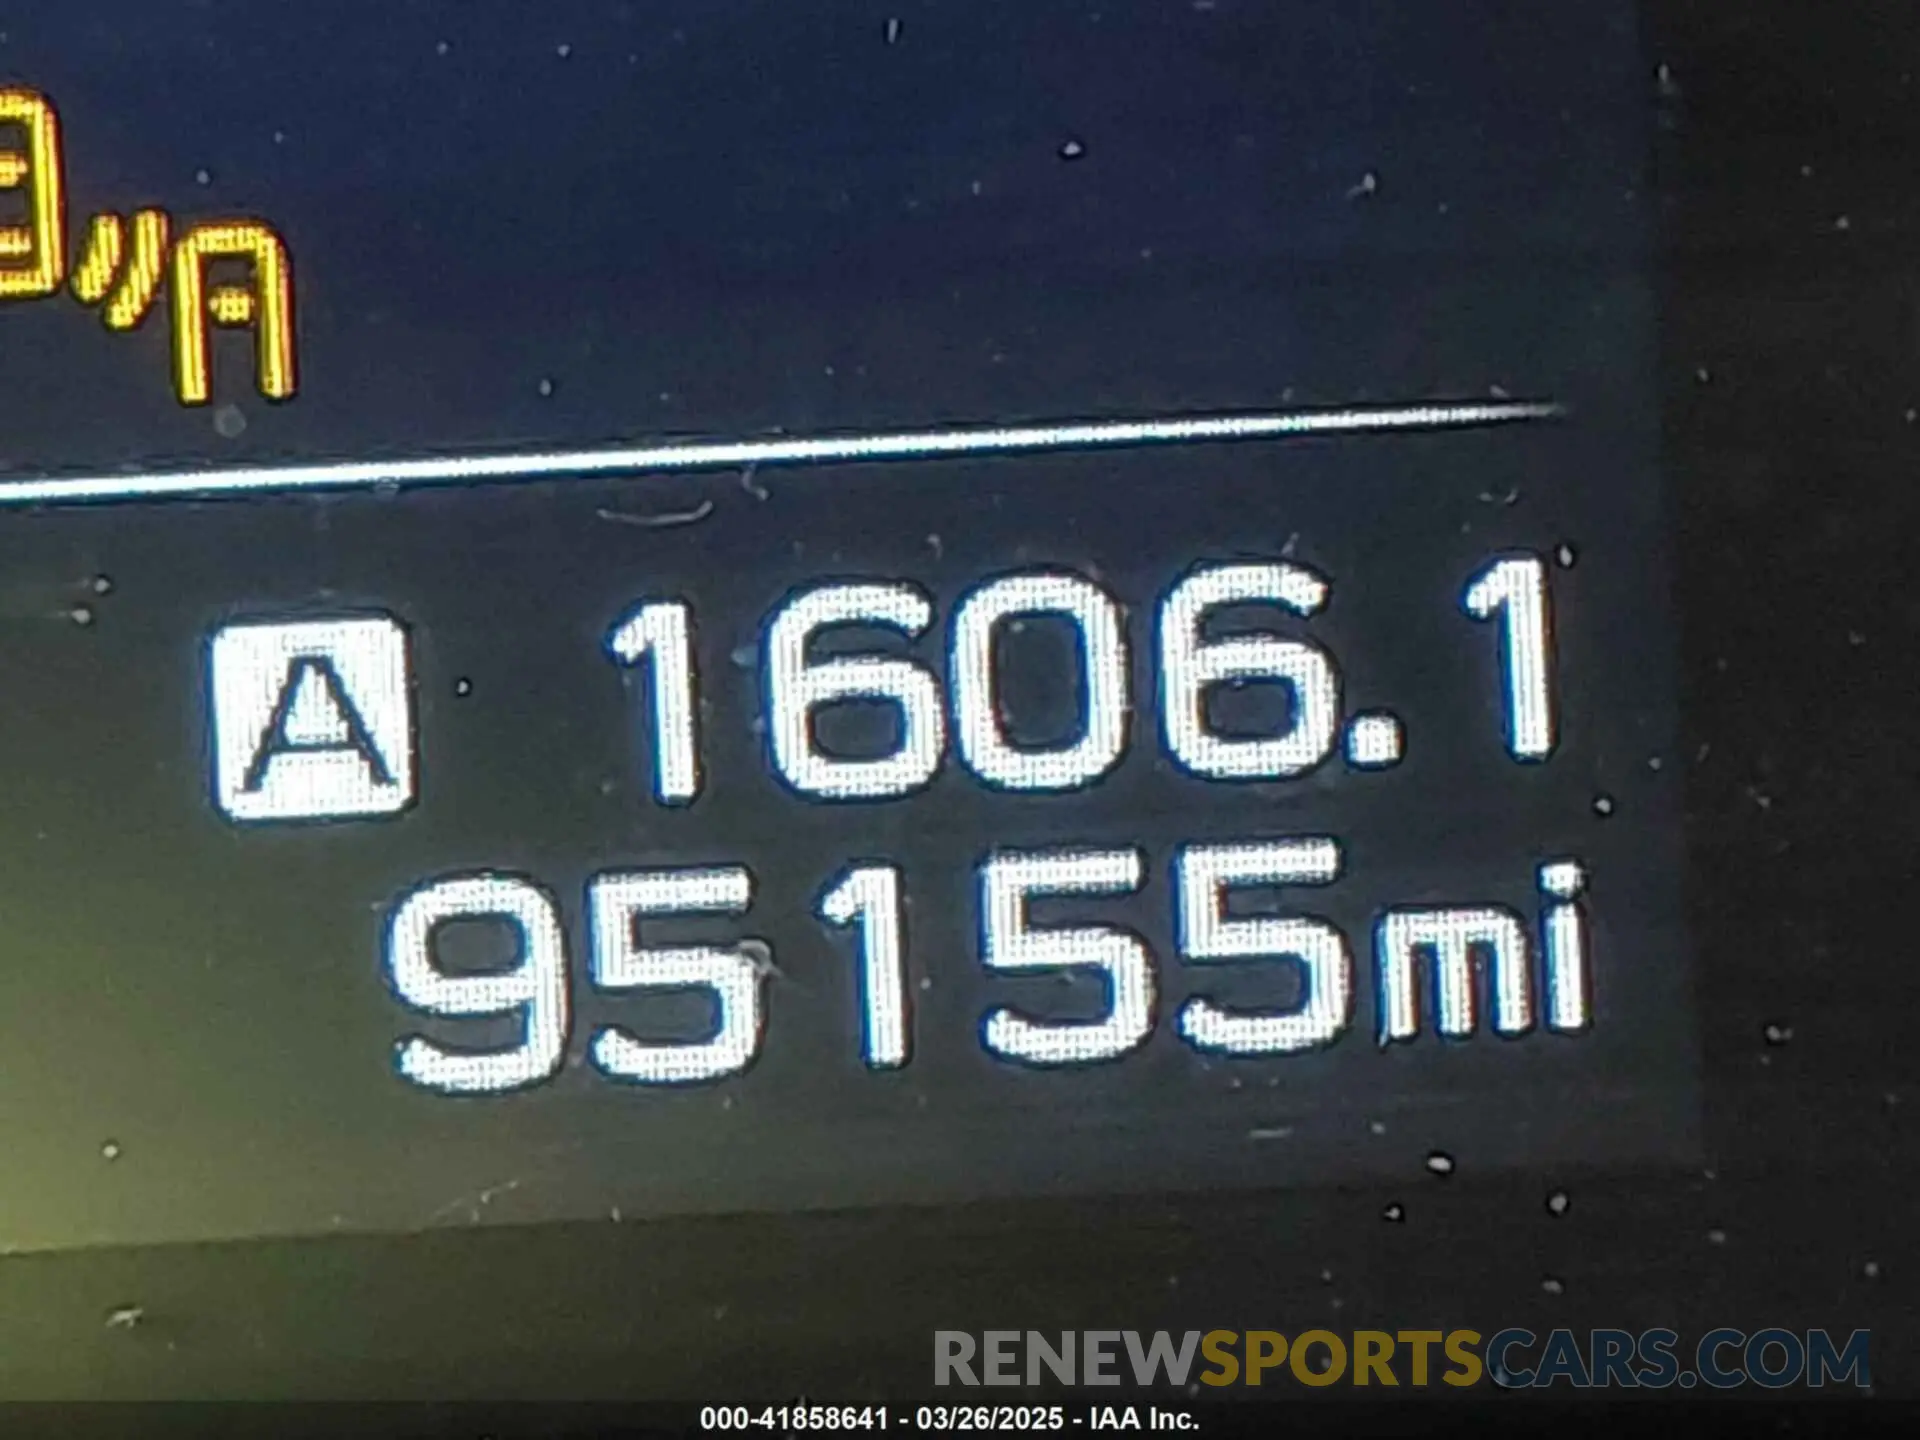 A 1606.1
95155mi
RENEWSPORTSCARS.COM
000-41858641 - 03/26/2025 - IAA Inc.